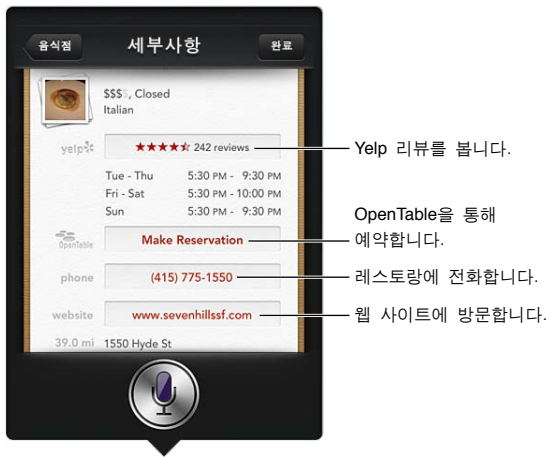 음식점 세부사항 완료
$$$$, Closed
Italian
yelp 242 reviews
Yelp 리뷰를 봅니다.
Tue - Thu 5:30 PM - 9:30 PM
Fri - Sat 5:30 PM - 10:00 PM
Sun 5:30 PM - 9:30 PM
OpenTable Make Reservation
OpenTable을 통해
예약합니다.
phone (415) 775-1550
레스토랑에 전화합니다.
website www.sevenhillssf.com
웹 사이트에 방문합니다.
39.0 mi 1550 Hyde St